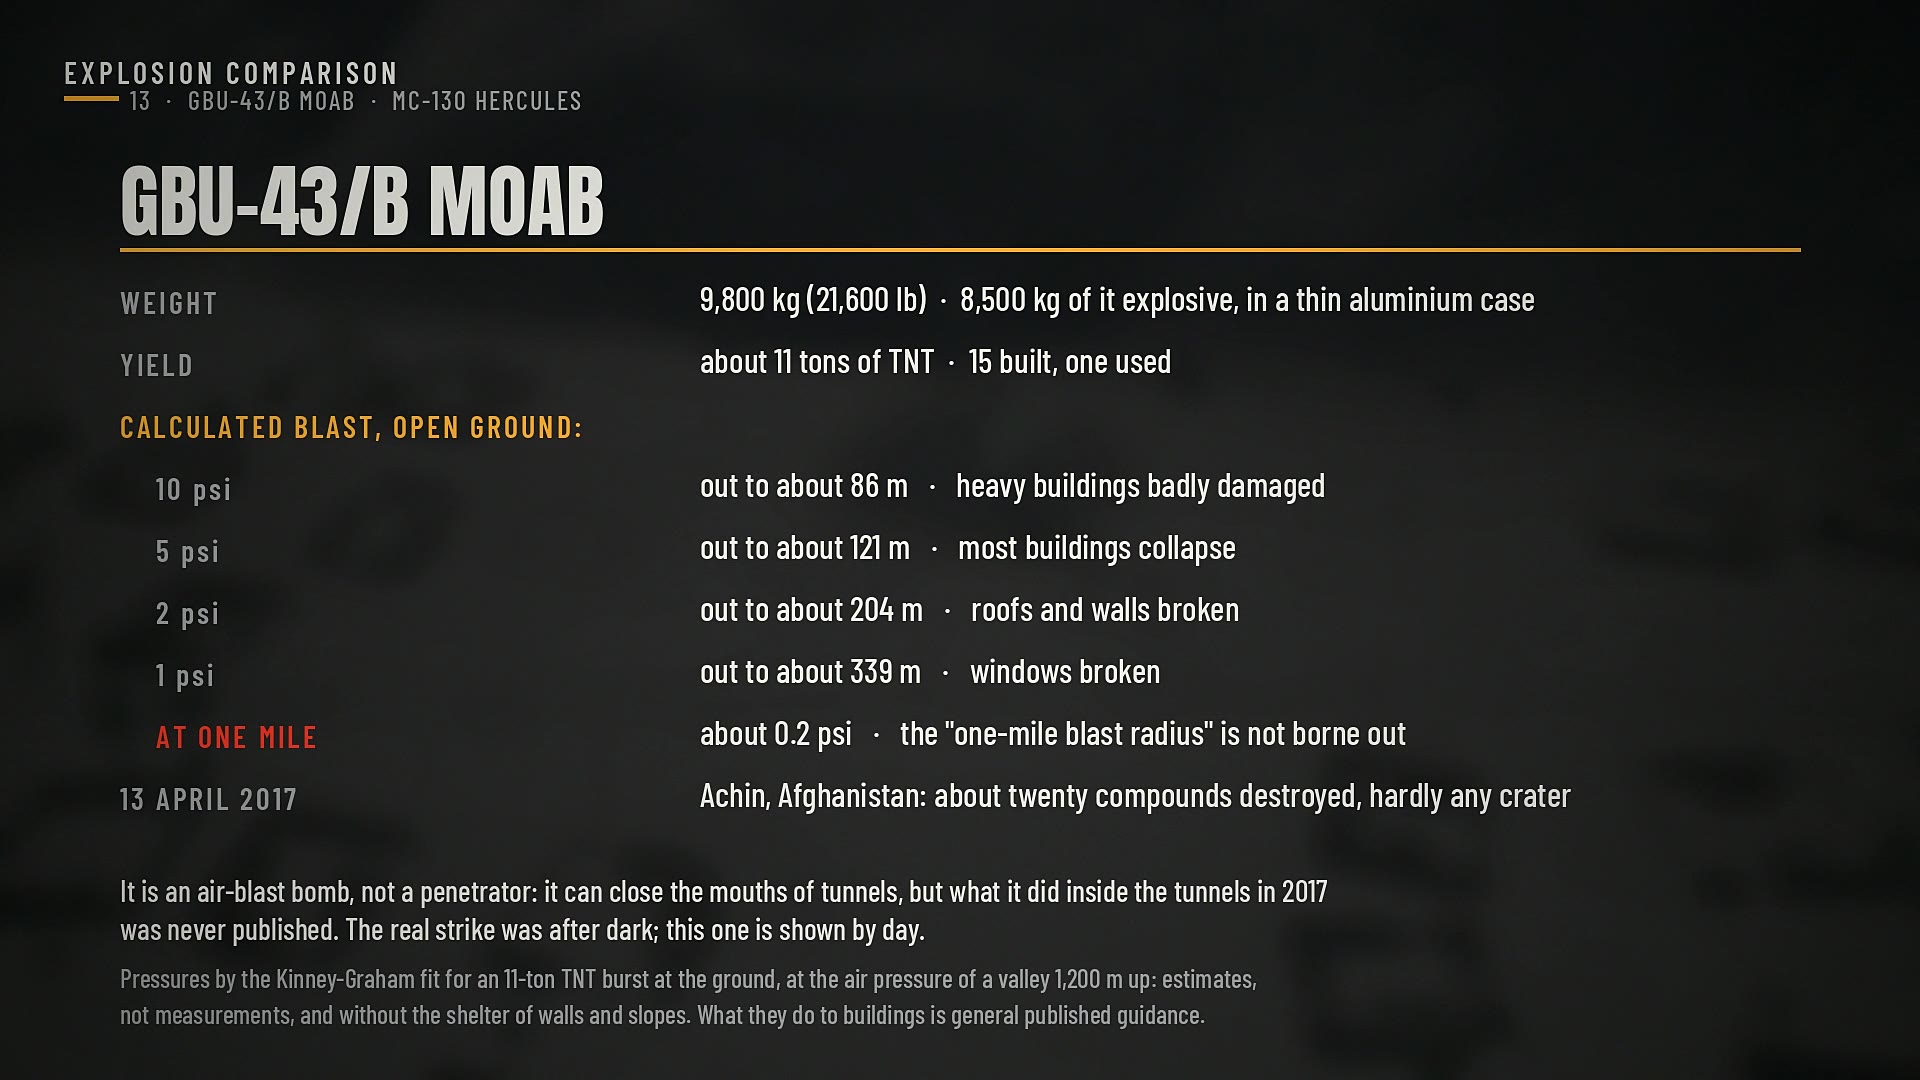 EXPLOSION COMPARISON
13 · GBU-43/B MOAB · MC-130 HERCULES
GBU-43/B MOAB
WEIGHT 9,800 kg (21,600 lb) · 8,500 kg of it explosive, in a thin aluminium case
YIELD about 11 tons of TNT · 15 built, one used
CALCULATED BLAST, OPEN GROUND:
10 psi out to about 86 m · heavy buildings badly damaged
5 psi out to about 121 m · most buildings collapse
2 psi out to about 204 m · roofs and walls broken
1 psi out to about 339 m · windows broken
AT ONE MILE about 0.2 psi · the "one-mile blast radius" is not borne out
13 APRIL 2017 Achin, Afghanistan: about twenty compounds destroyed, hardly any crater
It is an air-blast bomb, not a penetrator: it can close the mouths of tunnels, but what it did inside the tunnels in 2017
was never published. The real strike was after dark; this one is shown by day.
Pressures by the Kinney-Graham fit for an 11-ton TNT burst at the ground, at the air pressure of a valley 1,200 m up: estimates,
not measurements, and without the shelter of walls and slopes. What they do to buildings is general published guidance.